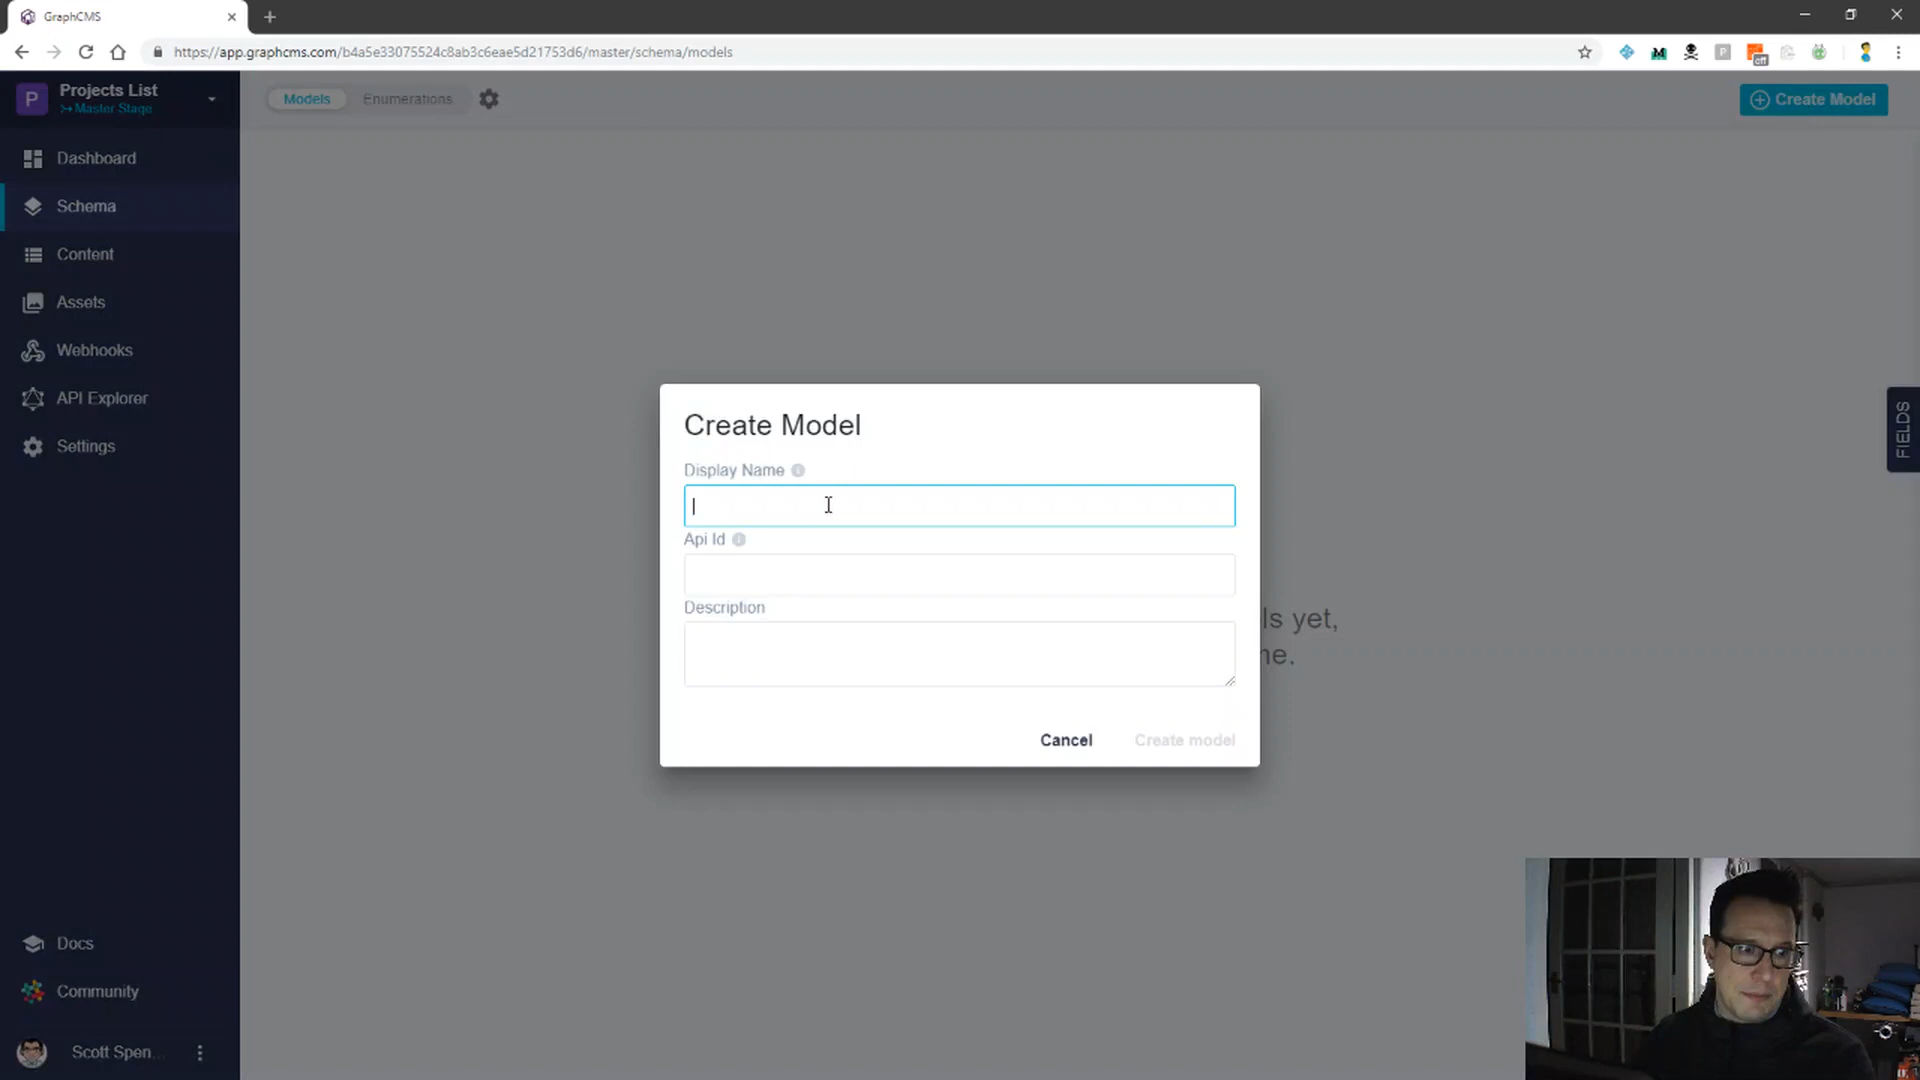 GraphCMS
https://app.graphcms.com/b4a5e33075524c8ab3c6eae5d21753d6/master/schema/models
off
P
Projects List
Master Stage
Models
Enumerations
Create Model
Dashboard
Schema
Content
Assets
Webhooks
API Explorer
Settings
FIELDS
Create Model
Display Name
Api Id
Description
ls yet,
me.
Cancel
Create model
Docs
Community
Scott Spen...